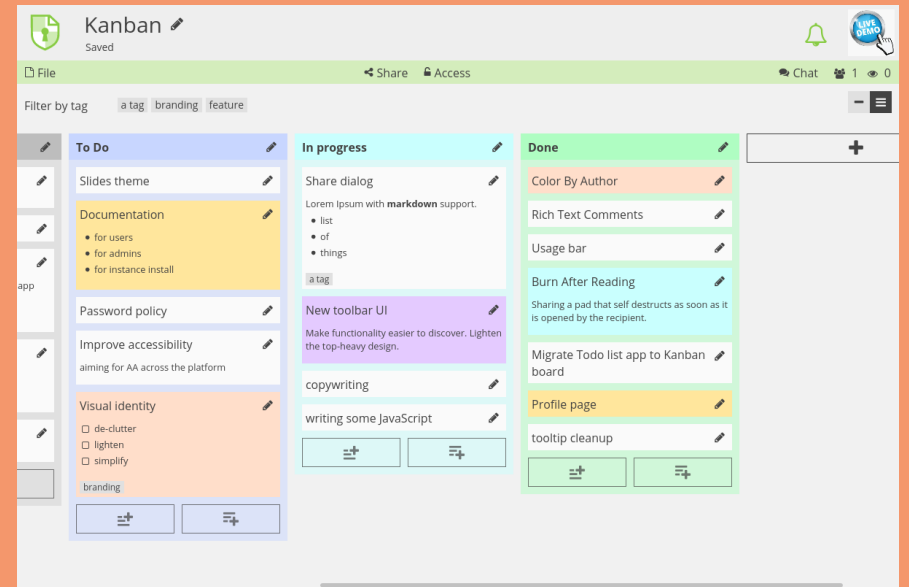 Kanban
Saved
LIVE DEMO
File
Share
Access
Chat
1
0
Filter by tag
a tag
branding
feature
app
To Do
Slides theme
Documentation
for users
for admins
for instance install
Password policy
Improve accessibility
aiming for AA across the platform
Visual identity
de-clutter
lighten
simplify
branding
In progress
Share dialog
Lorem Ipsum with markdown support.
list
of
things
a tag
New toolbar UI
Make functionality easier to discover. Lighten
the top-heavy design.
copywriting
writing some JavaScript
Done
Color By Author
Rich Text Comments
Usage bar
Burn After Reading
Sharing a pad that self destructs as soon as it
is opened by the recipient.
Migrate Todo list app to Kanban
board
Profile page
tooltip cleanup